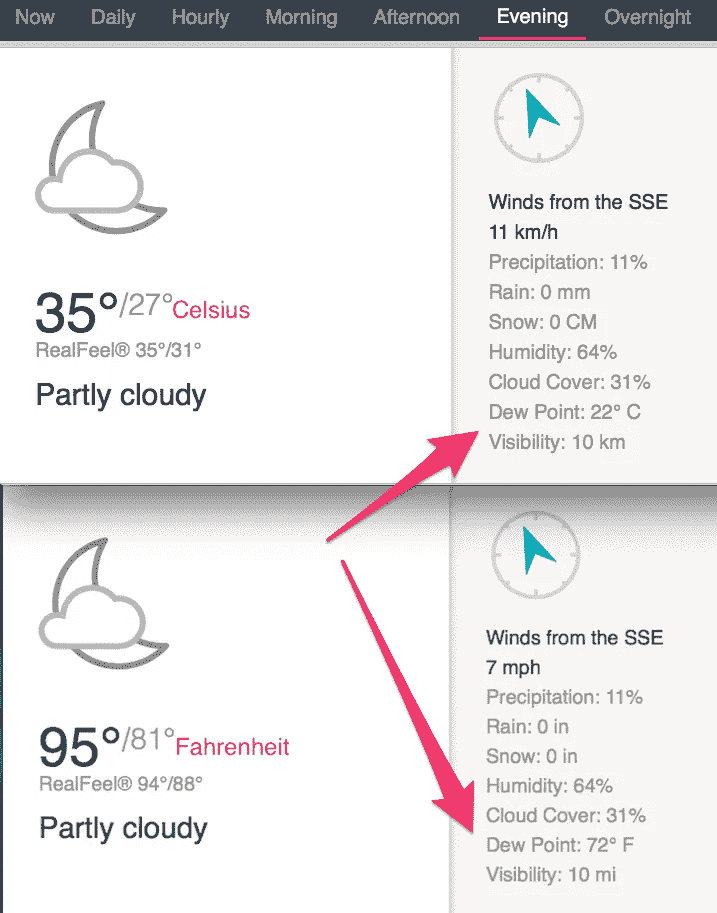 Now Daily Hourly Morning Afternoon Evening Overnight
35°/27°Celsius
RealFeel® 35°/31°
Partly cloudy
Winds from the SSE
11 km/h
Precipitation: 11%
Rain: 0 mm
Snow: 0 CM
Humidity: 64%
Cloud Cover: 31%
Dew Point: 22° C
Visibility: 10 km
95°/81°Fahrenheit
RealFeel® 94°/88°
Partly cloudy
Winds from the SSE
7 mph
Precipitation: 11%
Rain: 0 in
Snow: 0 in
Humidity: 64%
Cloud Cover: 31%
Dew Point: 72° F
Visibility: 10 mi